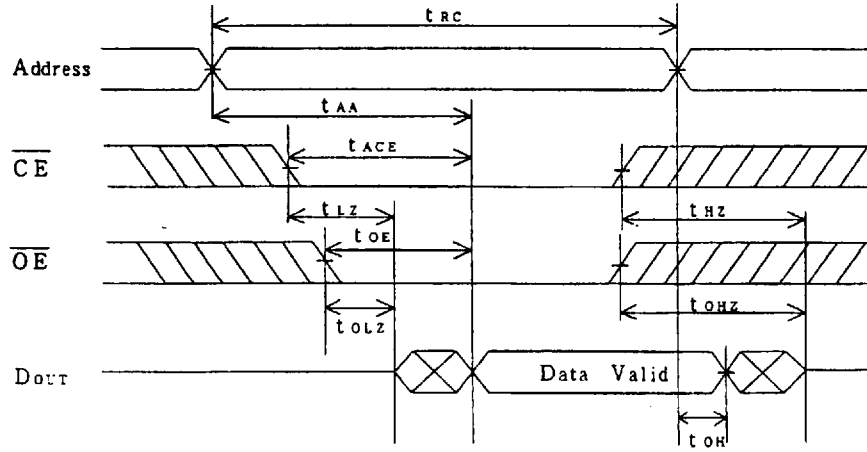 tRC
Address
tAA
tACE
CE
tLZ
tHZ
tOE
OE
tOLZ
tOHZ
DOUT
Data Valid
tOH